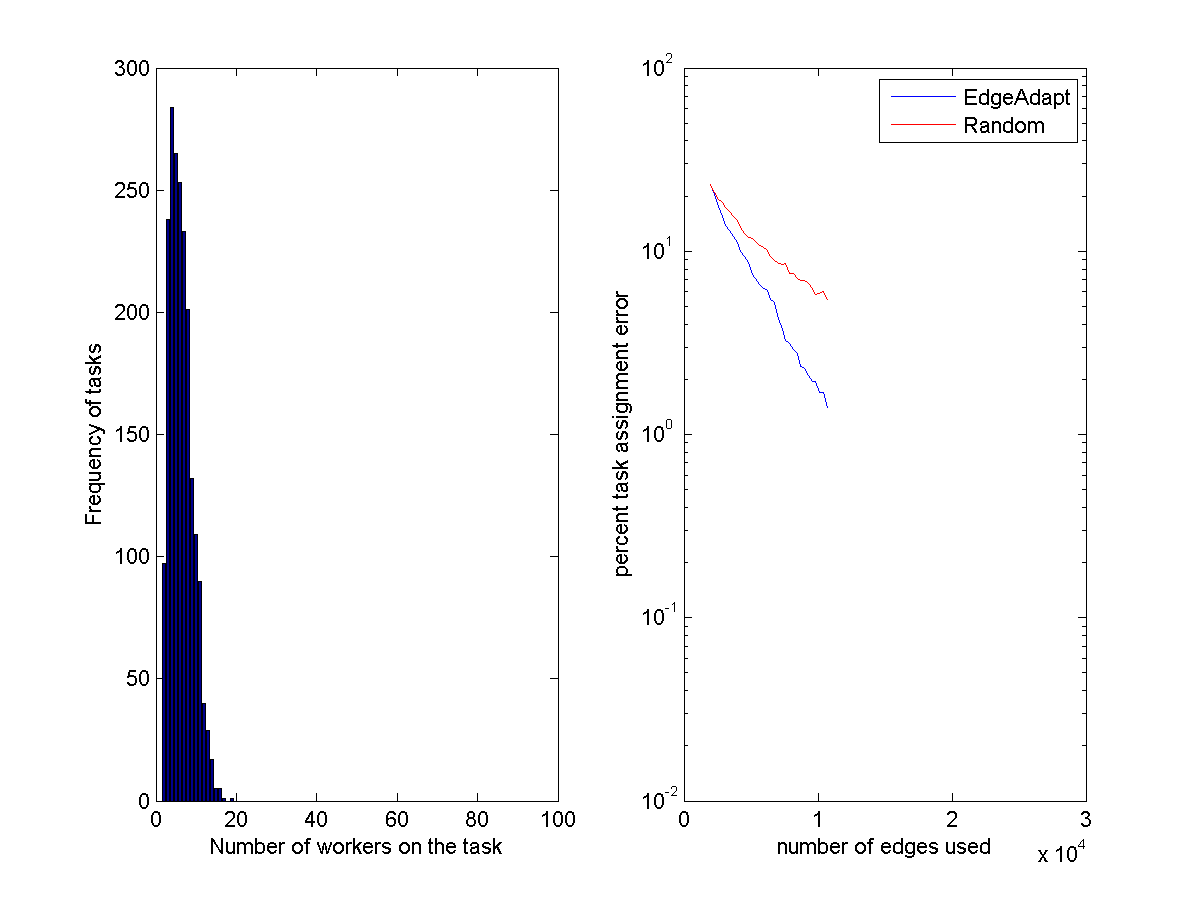 300
250
200
150
100
50
0
0 20 40 60 80 100
Frequency of tasks
Number of workers on the task
10^2
10^1
10^0
10^-1
10^-2
0 1 2 3
x 10^4
percent task assignment error
number of edges used
EdgeAdapt
Random